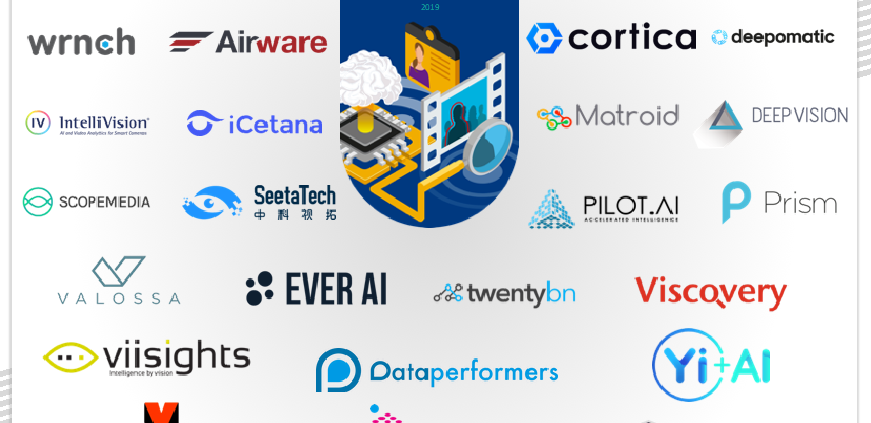 2019
wrnch
Airware
cortica
deepomatic
IV
IntelliVision
AI and Video Analytics for Smart Cameras
iCetana
Matroid
DEEPVISION
SCOPEMEDIA
SeetaTech
中科视拓
PILOT.AI
ACCELERATED INTELLIGENCE
Prism
VALOSSA
EVER AI
twentybn
Viscovery
viisights
Intelligence by vision
Dataperformers
Yi+AI